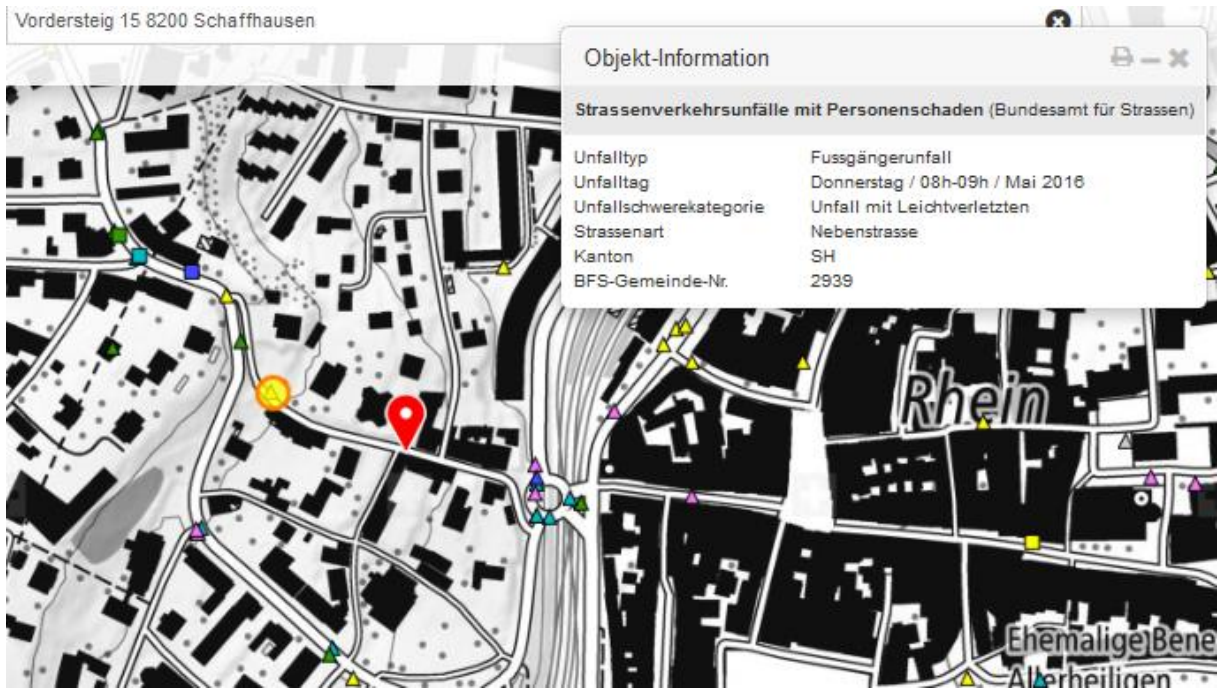 Vordersteig 15 8200 Schaffhausen
Objekt-Information
Strassenverkehrsunfälle mit Personenschaden (Bundesamt für Strassen)
Unfalltyp Fussgängerunfall
Unfalltag Donnerstag / 08h-09h / Mai 2016
Unfallschwerekategorie Unfall mit Leichtverletzten
Strassenart Nebenstrasse
Kanton SH
BFS-Gemeinde-Nr. 2939
Rhein
Ehemalige Bene
Allerheiligen